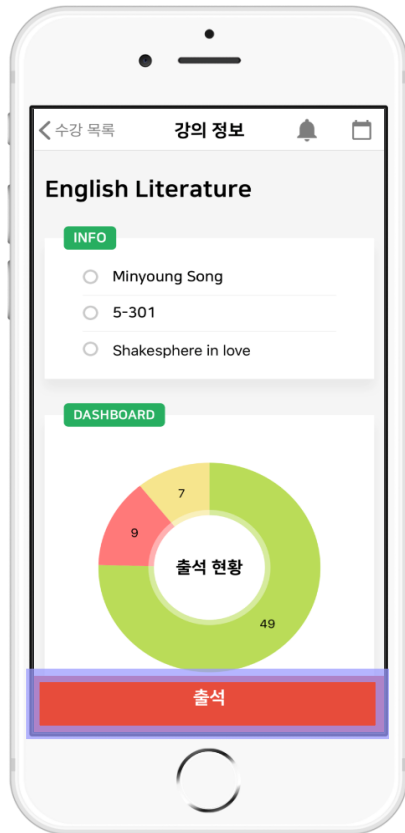 수강 목록
강의 정보
English Literature
INFO
Minyoung Song
5-301
Shakesphere in love
DASHBOARD
7
9
출석 현황
49
출석